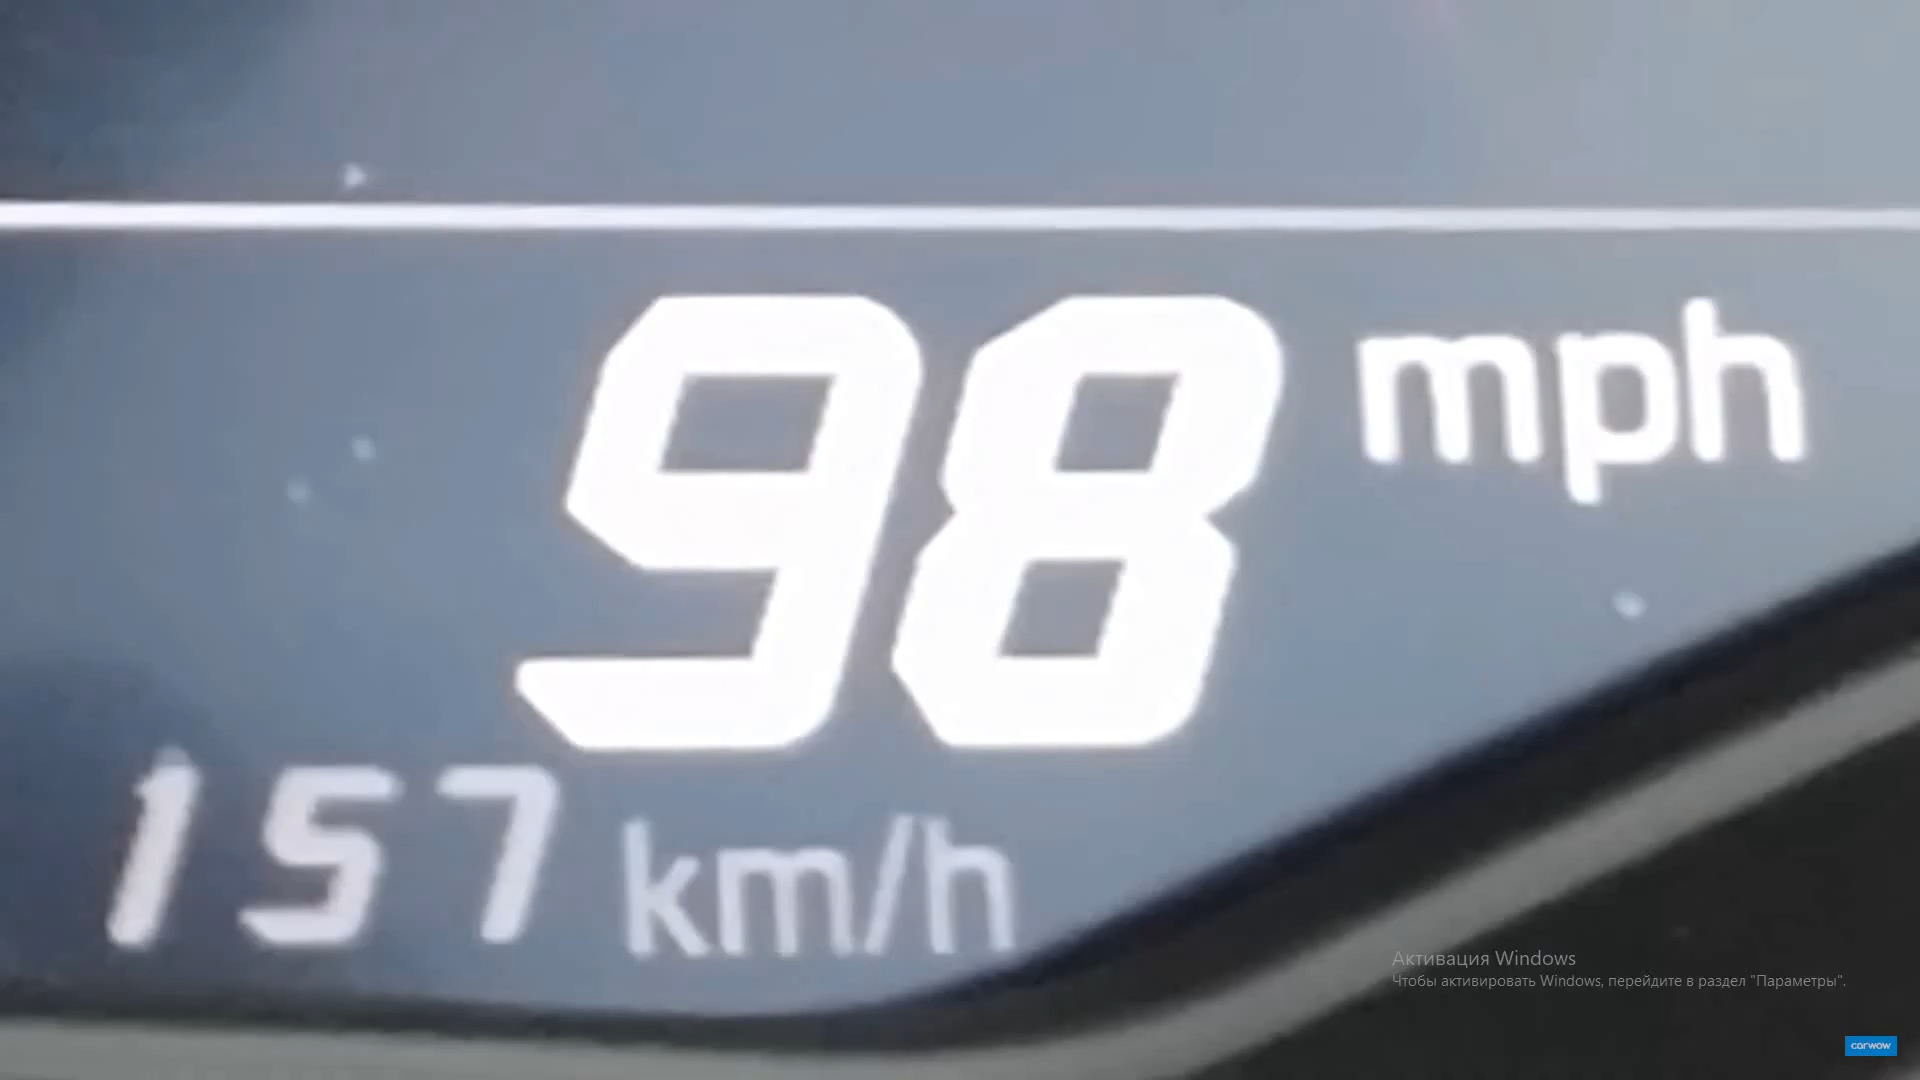 98 mph
157 km/h
Активация Windows
Чтобы активировать Windows, перейдите в раздел "Параметры".
carwow